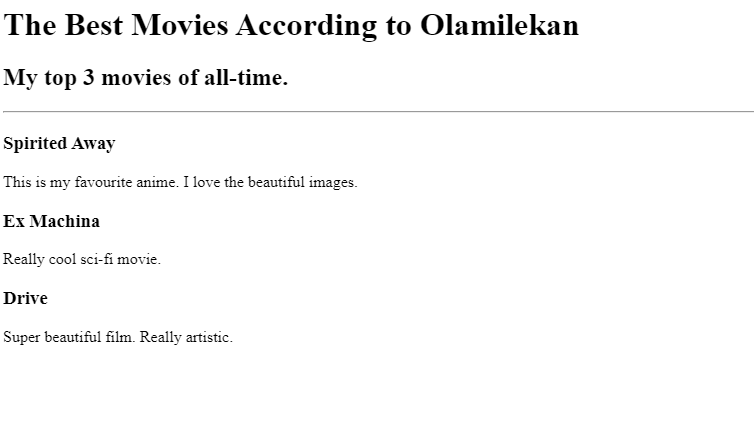 The Best Movies According to Olamilekan
My top 3 movies of all-time.
Spirited Away
This is my favourite anime. I love the beautiful images.
Ex Machina
Really cool sci-fi movie.
Drive
Super beautiful film. Really artistic.